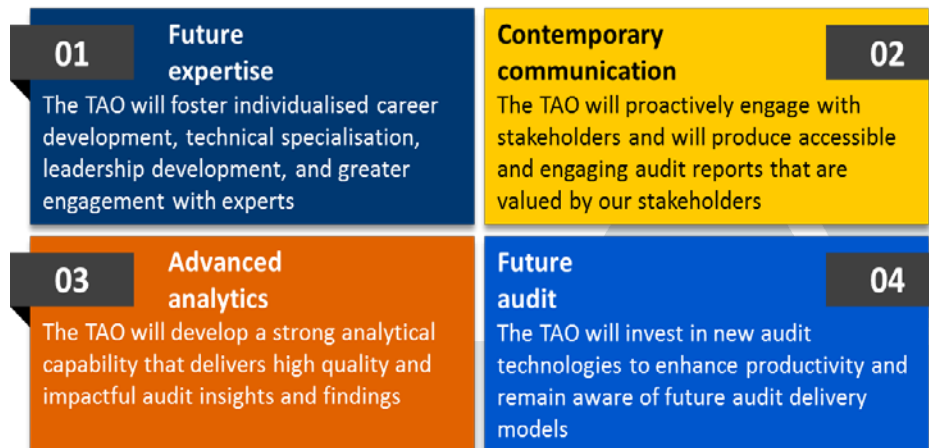 01
Future
expertise
The TAO will foster individualised career
development, technical specialisation,
leadership development, and greater
engagement with experts
Contemporary
communication
02
The TAO will proactively engage with
stakeholders and will produce accessible
and engaging audit reports that are
valued by our stakeholders
03
Advanced
analytics
The TAO will develop a strong analytical
capability that delivers high quality and
impactful audit insights and findings
Future
audit
04
The TAO will invest in new audit
technologies to enhance productivity and
remain aware of future audit delivery
models